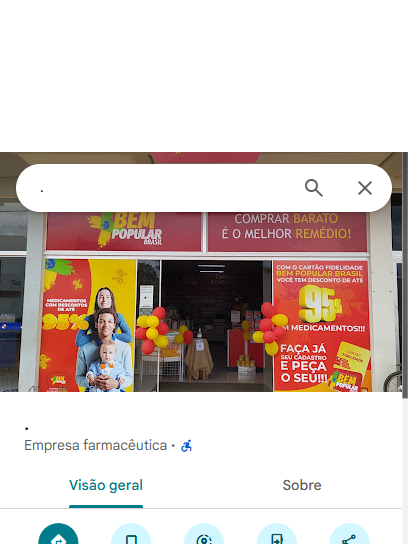 .
BEM
POPULAR
BRASIL
COMPRAR BARATO
É O MELHOR REMÉDIO!
MEDICAMENTOS
COM DESCONTOS
DE ATÉ
95%
COM O CARTÃO FIDELIDADE
BEM POPULAR BRASIL
VOCÊ TEM DESCONTO DE ATÉ
95%
EM MEDICAMENTOS!!!
FAÇA JÁ
SEU CADASTRO
E PEÇA
O SEU!!!
BEM
POPULAR
.
Empresa farmacêutica •
Visão geral
Sobre